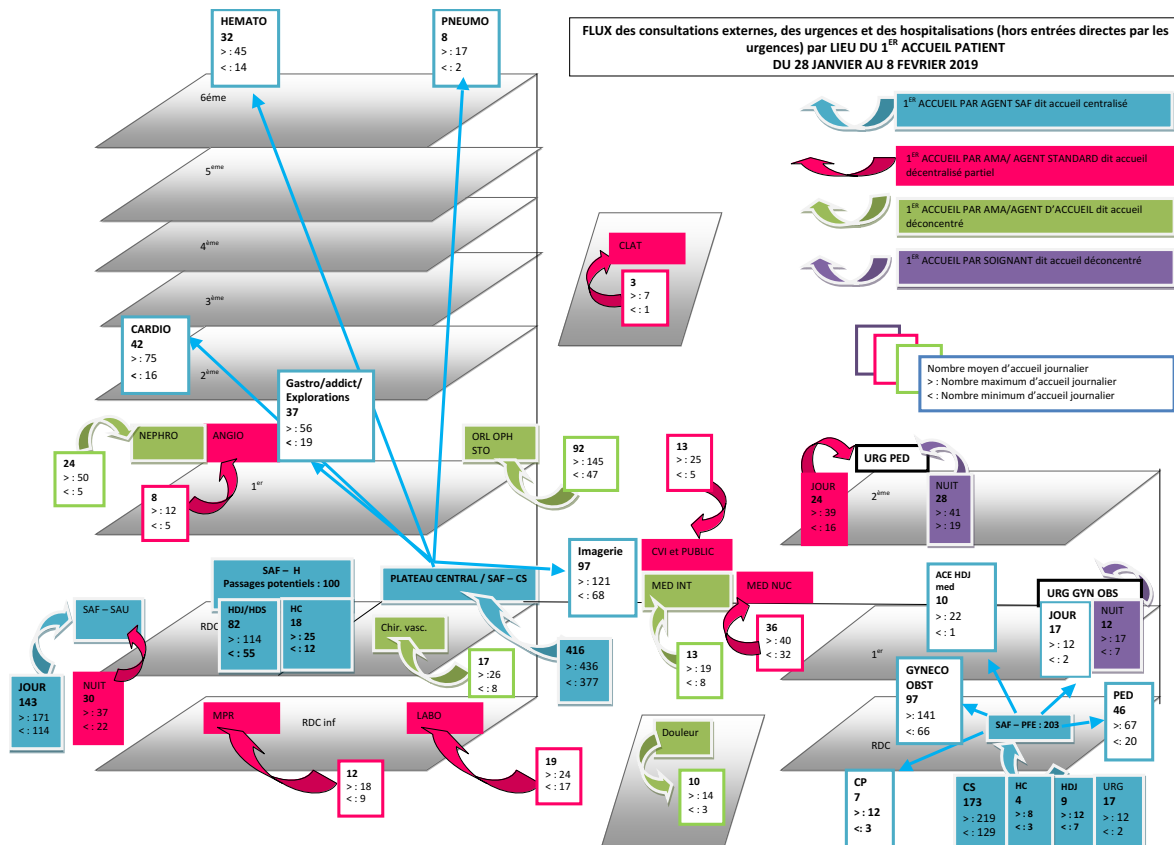 FLUX des consultations externes, des urgences et des hospitalisations (hors entrées directes par les
urgences) par LIEU DU 1ER ACCUEIL PATIENT
DU 28 JANVIER AU 8 FEVRIER 2019
1ER ACCUEIL PAR AGENT SAF dit accueil centralisé
1ER ACCUEIL PAR AMA/ AGENT STANDARD dit accueil
décentralisé partiel
1ER ACCUEIL PAR AMA/AGENT D'ACCUEIL dit accueil
déconcentré
1ER ACCUEIL PAR SOIGNANT dit accueil déconcentré
Nombre moyen d'accueil journalier
> : Nombre maximum d'accueil journalier
< : Nombre minimum d'accueil journalier
HEMATO
32
> : 45
< : 14
PNEUMO
8
> : 17
< : 2
6éme
5ème
4ème
3ème
CARDIO
42
> : 75
< : 16
2ème
Gastro/addict/
Explorations
37
> : 56
< : 19
CLAT
3
> : 7
< : 1
NEPHRO
24
> : 50
< : 5
ANGIO
8
> : 12
< : 5
1er
ORL OPH
STO
92
> : 145
< : 47
13
> : 25
< : 5
CVI et PUBLIC
Imagerie
97
> : 121
< : 68
MED INT
13
> : 19
< : 8
MED NUC
36
> : 40
< : 32
SAF – H
Passages potentiels : 100
HDJ/HDS
82
> : 114
< : 55
HC
18
> : 25
< : 12
PLATEAU CENTRAL / SAF – CS
416
> : 436
< : 377
SAF – SAU
RDC
JOUR
143
> : 171
< : 114
NUIT
30
> : 37
< : 22
Chir. vasc.
17
> :26
< : 8
MPR
RDC inf
LABO
12
> : 18
< : 9
19
> : 24
< : 17
Douleur
10
> : 14
< : 3
URG PED
JOUR
24
> : 39
< : 16
2ème
NUIT
28
> : 41
< : 19
ACE HDJ
med
10
> : 22
< : 1
URG GYN OBS
JOUR
17
> : 12
< : 2
NUIT
12
> : 17
< : 7
1er
GYNECO
OBST
97
>: 141
<: 66
SAF – PFE : 203
PED
46
>: 67
<: 20
RDC
CP
7
> : 12
<: 3
CS
173
> : 219
< : 129
HC
4
> : 8
< : 3
HDJ
9
> : 12
< : 7
URG
17
> : 12
< : 2